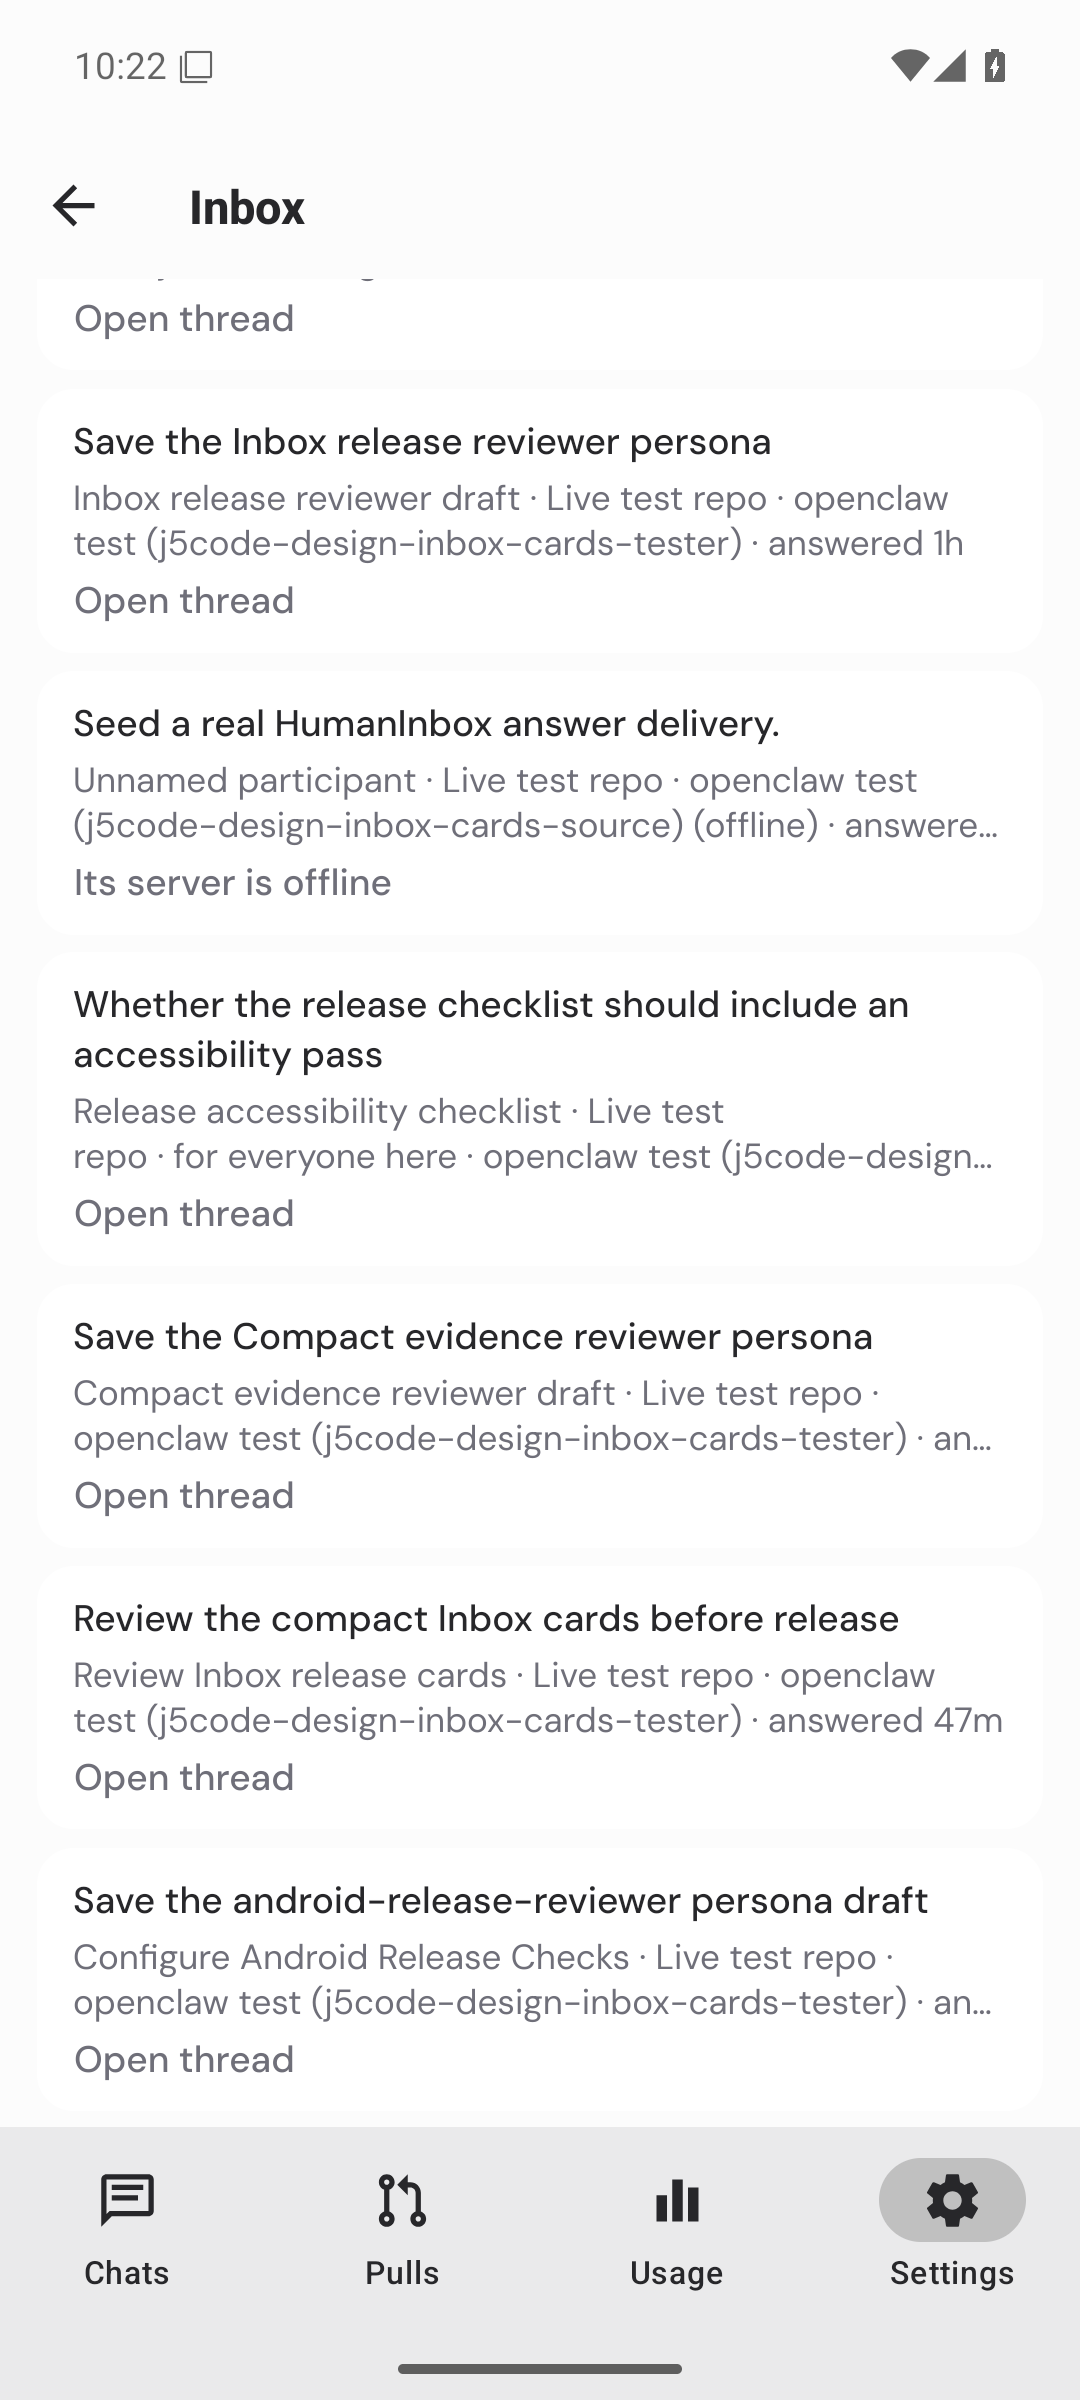 10:22
Inbox
Open thread
Save the Inbox release reviewer persona
Inbox release reviewer draft · Live test repo · openclaw
test (j5code-design-inbox-cards-tester) · answered 1h
Open thread
Seed a real HumanInbox answer delivery.
Unnamed participant · Live test repo · openclaw test
(j5code-design-inbox-cards-source) (offline) · answere...
Its server is offline
Whether the release checklist should include an
accessibility pass
Release accessibility checklist · Live test
repo · for everyone here · openclaw test (j5code-design...
Open thread
Save the Compact evidence reviewer persona
Compact evidence reviewer draft · Live test repo ·
openclaw test (j5code-design-inbox-cards-tester) · an...
Open thread
Review the compact Inbox cards before release
Review Inbox release cards · Live test repo · openclaw
test (j5code-design-inbox-cards-tester) · answered 47m
Open thread
Save the android-release-reviewer persona draft
Configure Android Release Checks · Live test repo ·
openclaw test (j5code-design-inbox-cards-tester) · an...
Open thread
Chats
Pulls
Usage
Settings